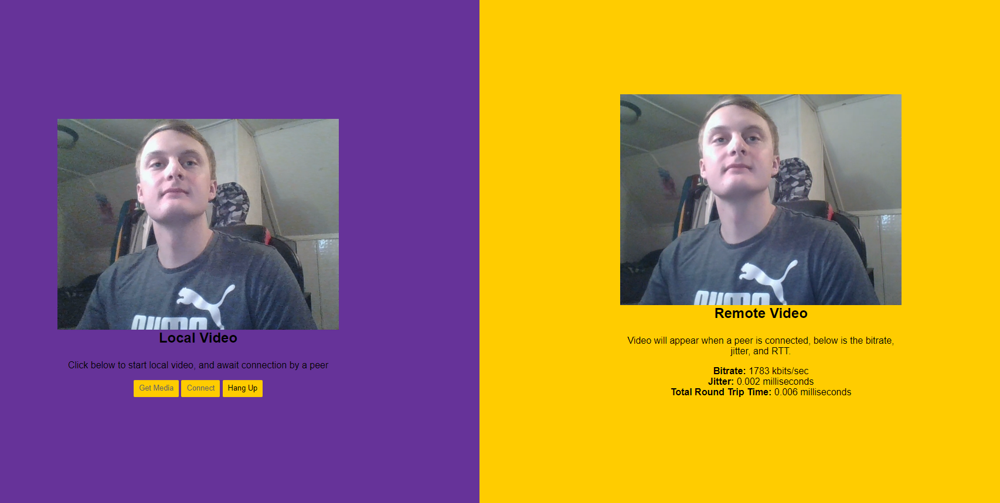 PUMA
Local Video
Click below to start local video, and await connection by a peer
Get Media
Connect
Hang Up
PUMA
Remote Video
Video will appear when a peer is connected, below is the bitrate,
jitter, and RTT.
Bitrate: 1783 kbits/sec
Jitter: 0.002 milliseconds
Total Round Trip Time: 0.006 milliseconds